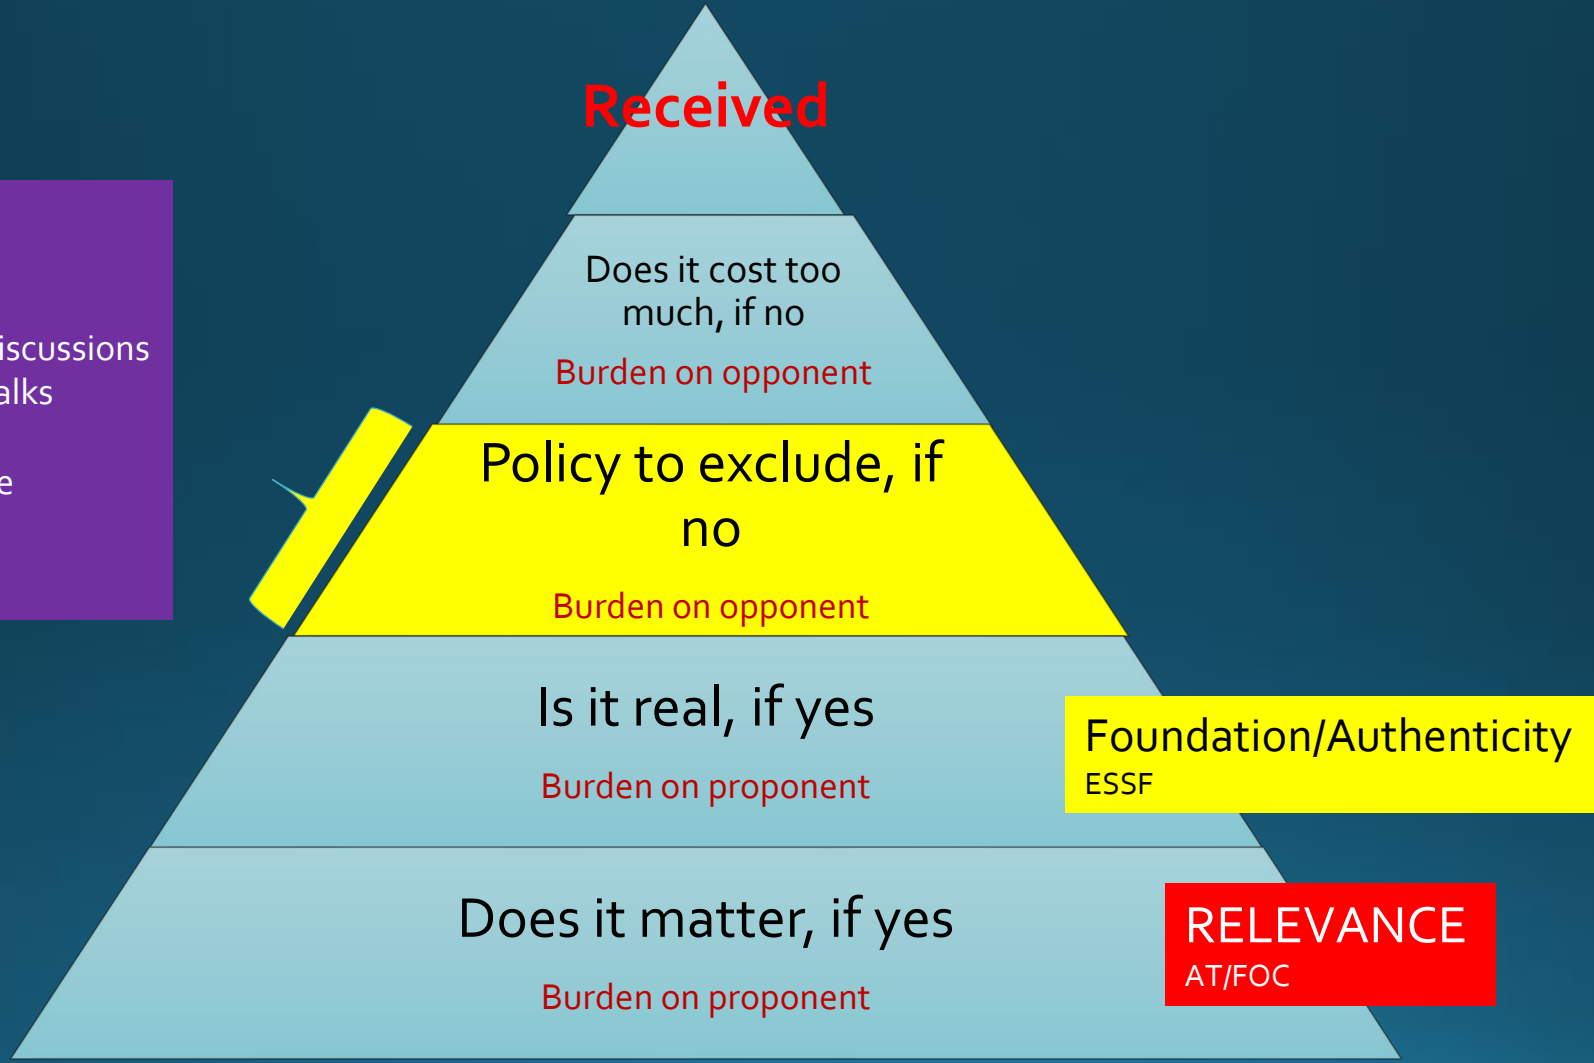 Received
Does it cost too
much, if no
Burden on opponent
iscussions
alks
e
Policy to exclude, if
no
Burden on opponent
Is it real, if yes
Burden on proponent
Foundation/Authenticity
ESSF
Does it matter, if yes
Burden on proponent
RELEVANCE
AT/FOC